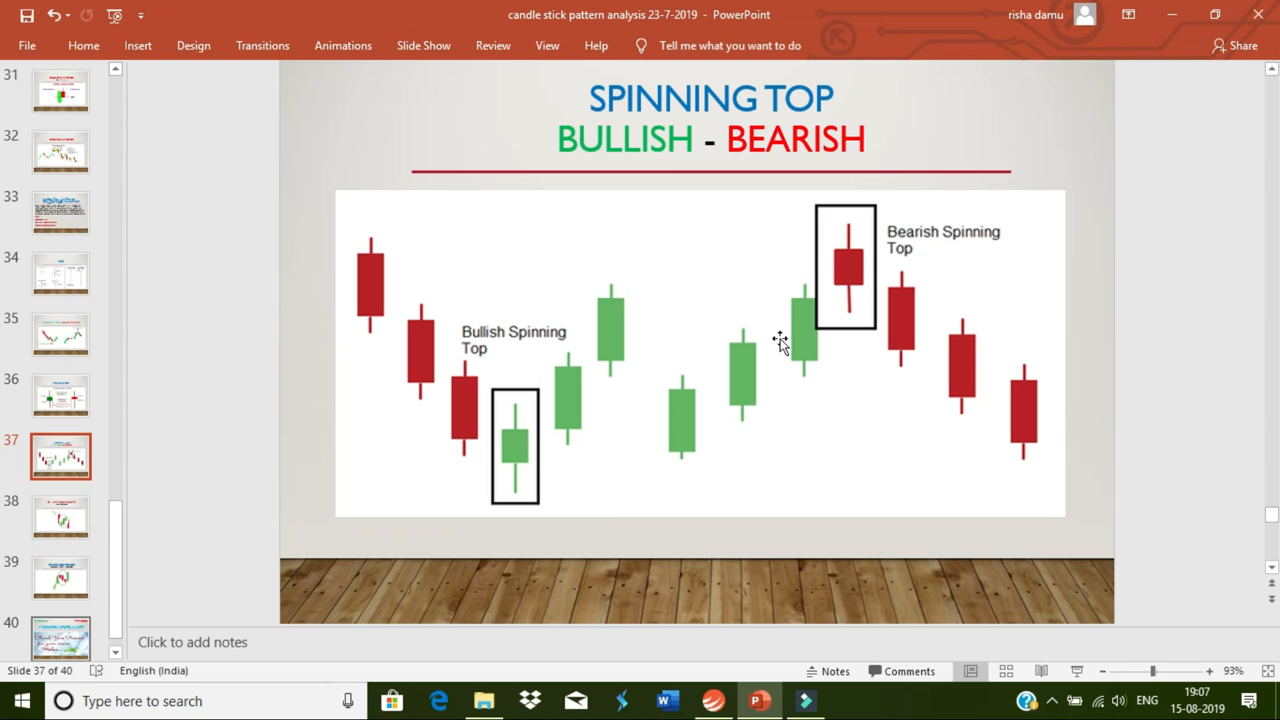 candle stick pattern analysis 23-7-2019 - PowerPoint
risha damu
File Home Insert Design Transitions Animations Slide Show Review View Help Tell me what you want to do Share
31
32
33
34
35
36
37
38
39
40
SPINNING TOP
BULLISH - BEARISH
Bearish Spinning
Top
Bullish Spinning
Top
Click to add notes
Slide 37 of 40 English (India) Notes Comments 93%
Type here to search
ENG
19:07
15-08-2019